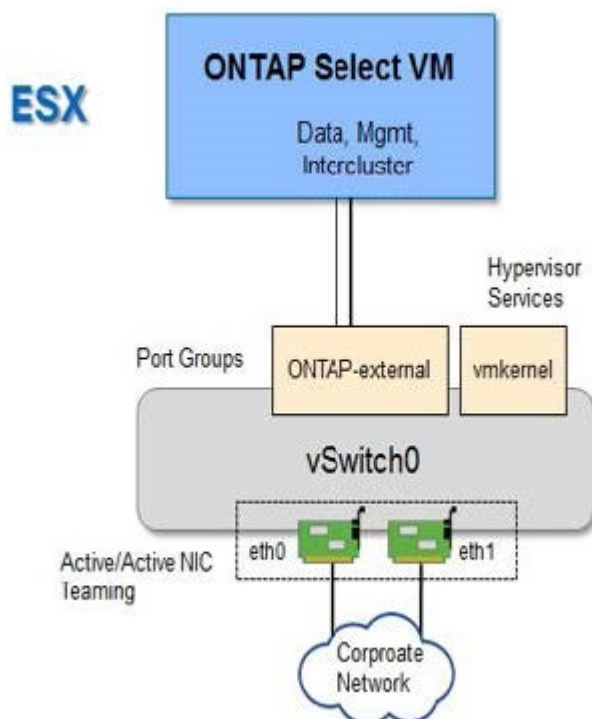 ESX
ONTAP Select VM
Data, Mgmt,
Intercluster
Hypervisor
Services
Port Groups
ONTAP-external
vmkernel
vSwitch0
eth0
eth1
Active/Active NIC
Teaming
Corproate
Network